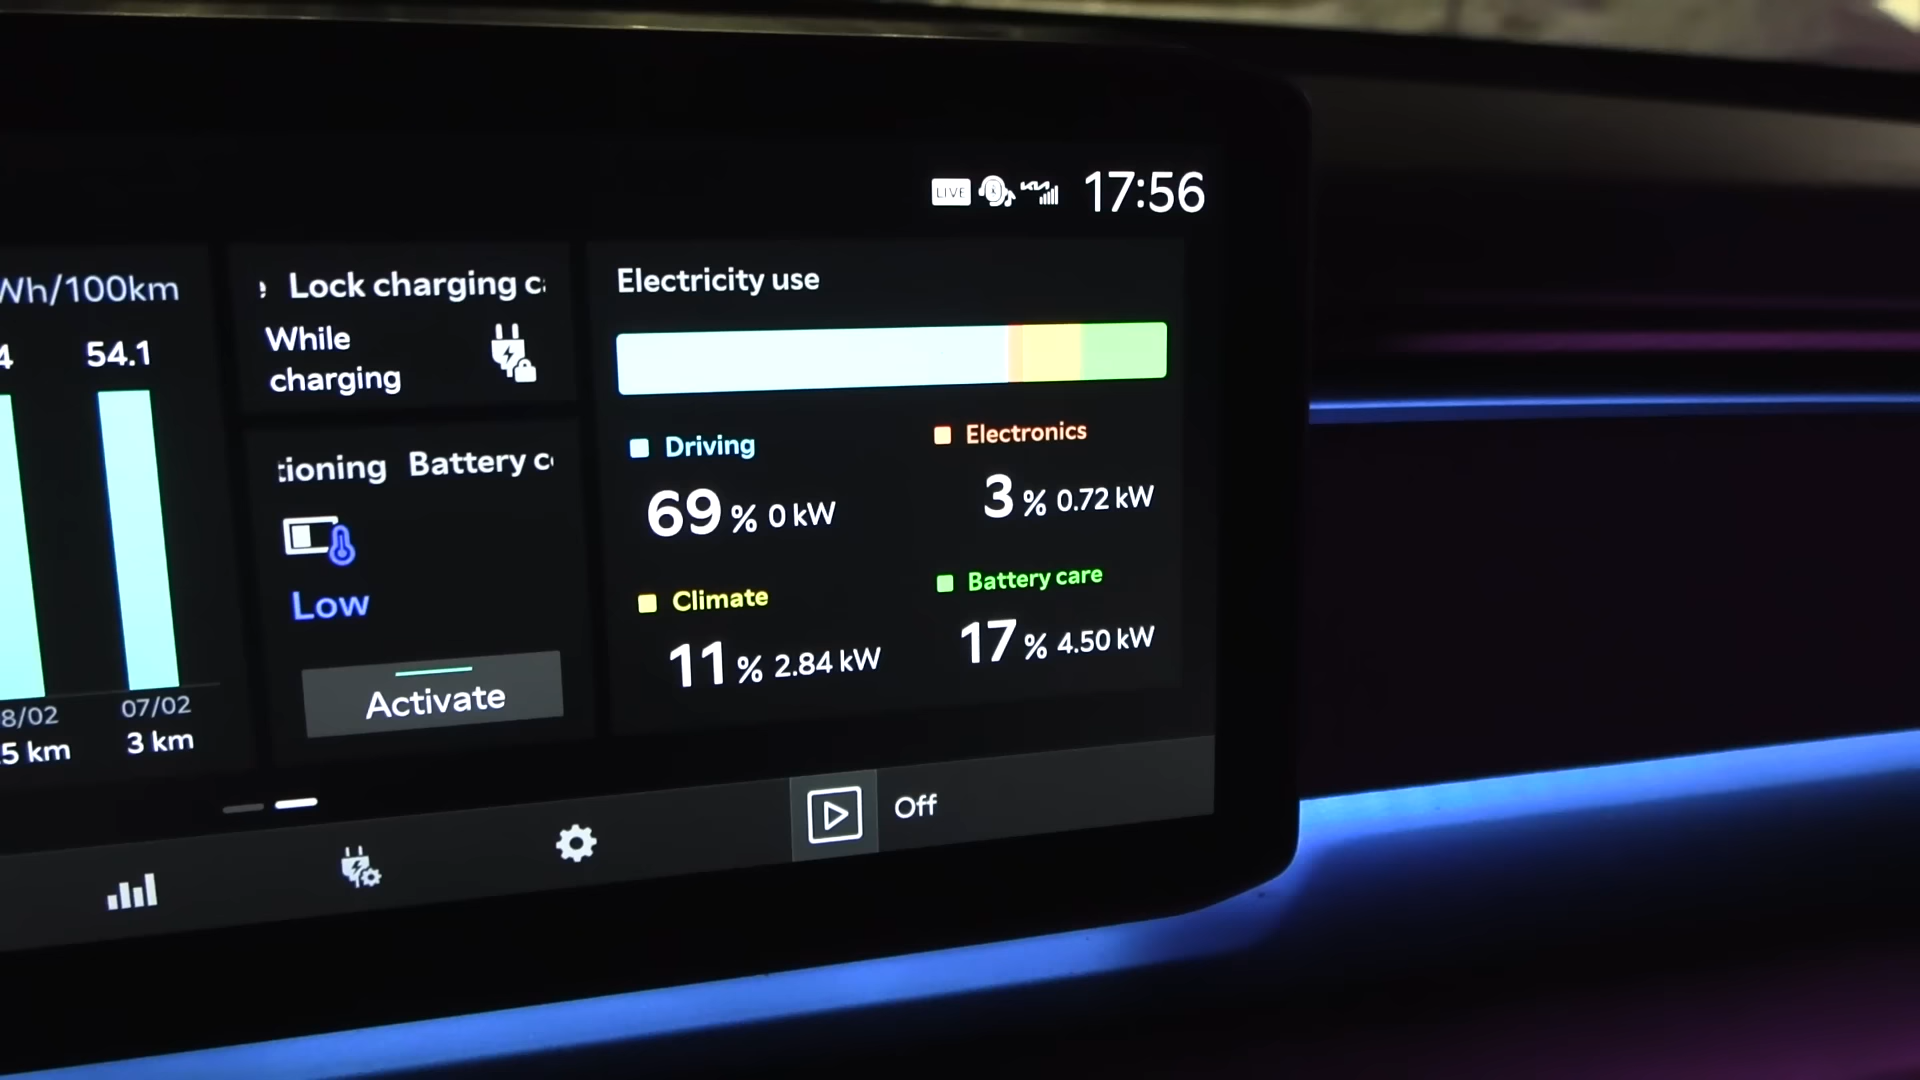 LIVE
17:56
Wh/100km
4
54.1
8/02
07/02
5 km
3 km
Lock charging c
While
charging
tioning Battery c
Low
Activate
Electricity use
Driving
69 % 0 kW
Electronics
3 % 0.72 kW
Climate
11 % 2.84 kW
Battery care
17 % 4.50 kW
Off